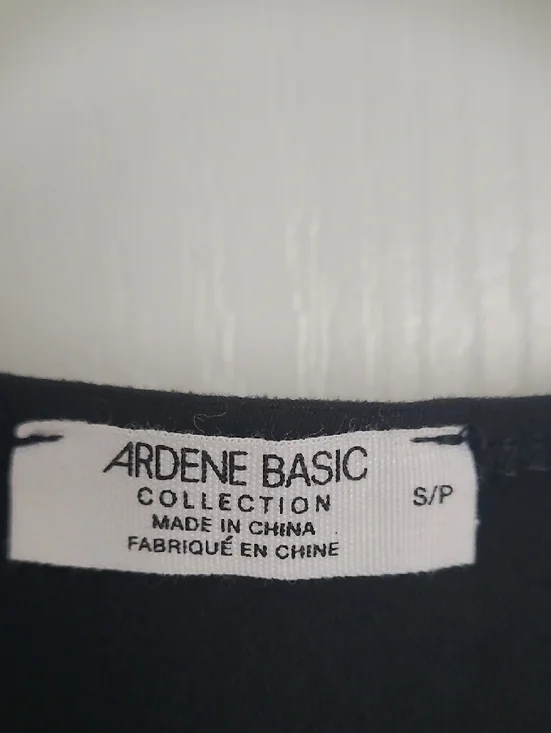 ARDENE BASIC
COLLECTION
S/P
MADE IN CHINA
FABRIQUÉ EN CHINE